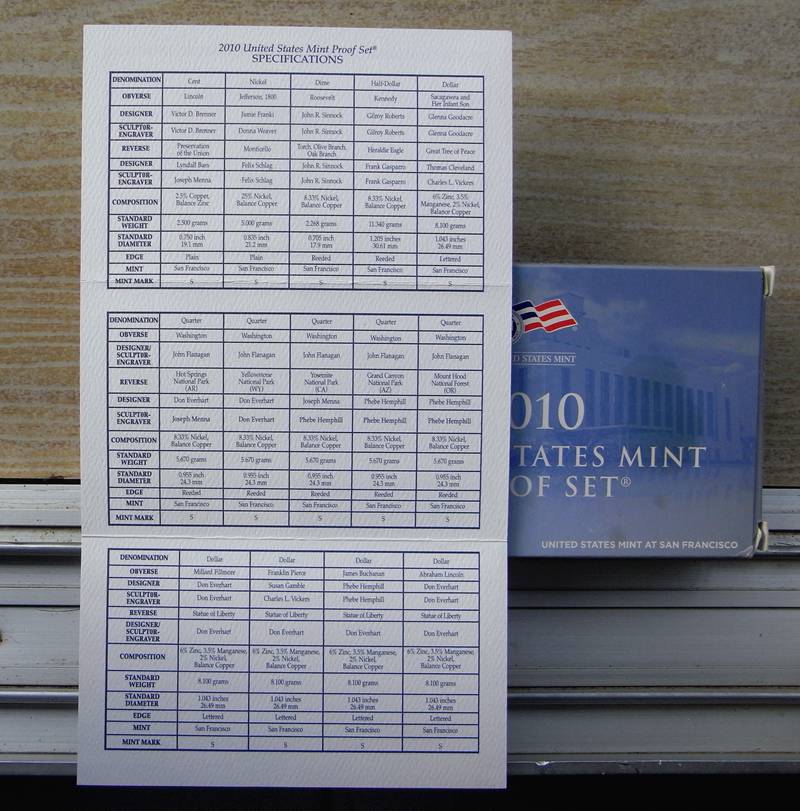 2010 United States Mint Proof Set®
SPECIFICATIONS
DENOMINATION Cent Nickel Dime Half-Dollar Dollar
OBVERSE Lincoln Jefferson, 1800 Roosevelt Kennedy Sacagawea and
Her Infant Son
DESIGNER Victor D. Brenner Jamie Franki John R. Sinnock Gilroy Roberts Glenna Goodacre
SCULPTOR-
ENGRAVER Victor D. Brenner Donna Weaver John R. Sinnock Gilroy Roberts Glenna Goodacre
REVERSE Preservation
of the Union Monticello Torch, Olive Branch,
Oak Branch Heraldic Eagle Great Tree of Peace
DESIGNER Lyndall Bass Felix Schlag John R. Sinnock Frank Gasparro Thomas Cleveland
SCULPTOR-
ENGRAVER Joseph Menna Felix Schlag John R. Sinnock Frank Gasparro Charles L. Vickers
COMPOSITION 2.5% Copper,
Balance Zinc 25% Nickel,
Balance Copper 8.33% Nickel,
Balance Copper 8.33% Nickel,
Balance Copper 6% Zinc, 3.5%
Manganese, 2% Nickel,
Balance Copper
STANDARD
WEIGHT 2.500 grams 5.000 grams 2.268 grams 11.340 grams 8.100 grams
STANDARD
DIAMETER 0.750 inch
19.1 mm 0.835 inch
21.2 mm 0.705 inch
17.9 mm 1.205 inches
30.61 mm 1.043 inches
26.49 mm
EDGE Plain Plain Reeded Reeded Lettered
MINT San Francisco San Francisco San Francisco San Francisco San Francisco
MINT MARK S S S S S
DENOMINATION Quarter Quarter Quarter Quarter Quarter
OBVERSE Washington Washington Washington Washington Washington
DESIGNER/
SCULPTOR-
ENGRAVER John Flanagan John Flanagan John Flanagan John Flanagan John Flanagan
REVERSE Hot Springs
National Park
(AR) Yellowstone
National Park
(WY) Yosemite
National Park
(CA) Grand Canyon
National Park
(AZ) Mount Hood
National Forest
(OR)
DESIGNER Don Everhart Don Everhart Joseph Menna Phebe Hemphill Phebe Hemphill
SCULPTOR-
ENGRAVER Joseph Menna Don Everhart Phebe Hemphill Phebe Hemphill Phebe Hemphill
COMPOSITION 8.33% Nickel,
Balance Copper 8.33% Nickel,
Balance Copper 8.33% Nickel,
Balance Copper 8.33% Nickel,
Balance Copper 8.33% Nickel,
Balance Copper
STANDARD
WEIGHT 5.670 grams 5.670 grams 5.670 grams 5.670 grams 5.670 grams
STANDARD
DIAMETER 0.955 inch
24.3 mm 0.955 inch
24.3 mm 0.955 inch
24.3 mm 0.955 inch
24.3 mm 0.955 inch
24.3 mm
EDGE Reeded Reeded Reeded Reeded Reeded
MINT San Francisco San Francisco San Francisco San Francisco San Francisco
MINT MARK S S S S S
DENOMINATION Dollar Dollar Dollar Dollar
OBVERSE Millard Fillmore Franklin Pierce James Buchanan Abraham Lincoln
DESIGNER Don Everhart Susan Gamble Phebe Hemphill Don Everhart
SCULPTOR-
ENGRAVER Don Everhart Charles L. Vickers Phebe Hemphill Don Everhart
REVERSE Statue of Liberty Statue of Liberty Statue of Liberty Statue of Liberty
DESIGNER/
SCULPTOR-
ENGRAVER Don Everhart Don Everhart Don Everhart Don Everhart
COMPOSITION 6% Zinc, 3.5% Manganese,
2% Nickel,
Balance Copper 6% Zinc, 3.5% Manganese,
2% Nickel,
Balance Copper 6% Zinc, 3.5% Manganese,
2% Nickel,
Balance Copper 6% Zinc, 3.5% Manganese,
2% Nickel,
Balance Copper
STANDARD
WEIGHT 8.100 grams 8.100 grams 8.100 grams 8.100 grams
STANDARD
DIAMETER 1.043 inches
26.49 mm 1.043 inches
26.49 mm 1.043 inches
26.49 mm 1.043 inches
26.49 mm
EDGE Lettered Lettered Lettered Lettered
MINT San Francisco San Francisco San Francisco San Francisco
MINT MARK S S S S
D STATES MINT
010
TATES MINT
OF SET®
UNITED STATES MINT AT SAN FRANCISCO